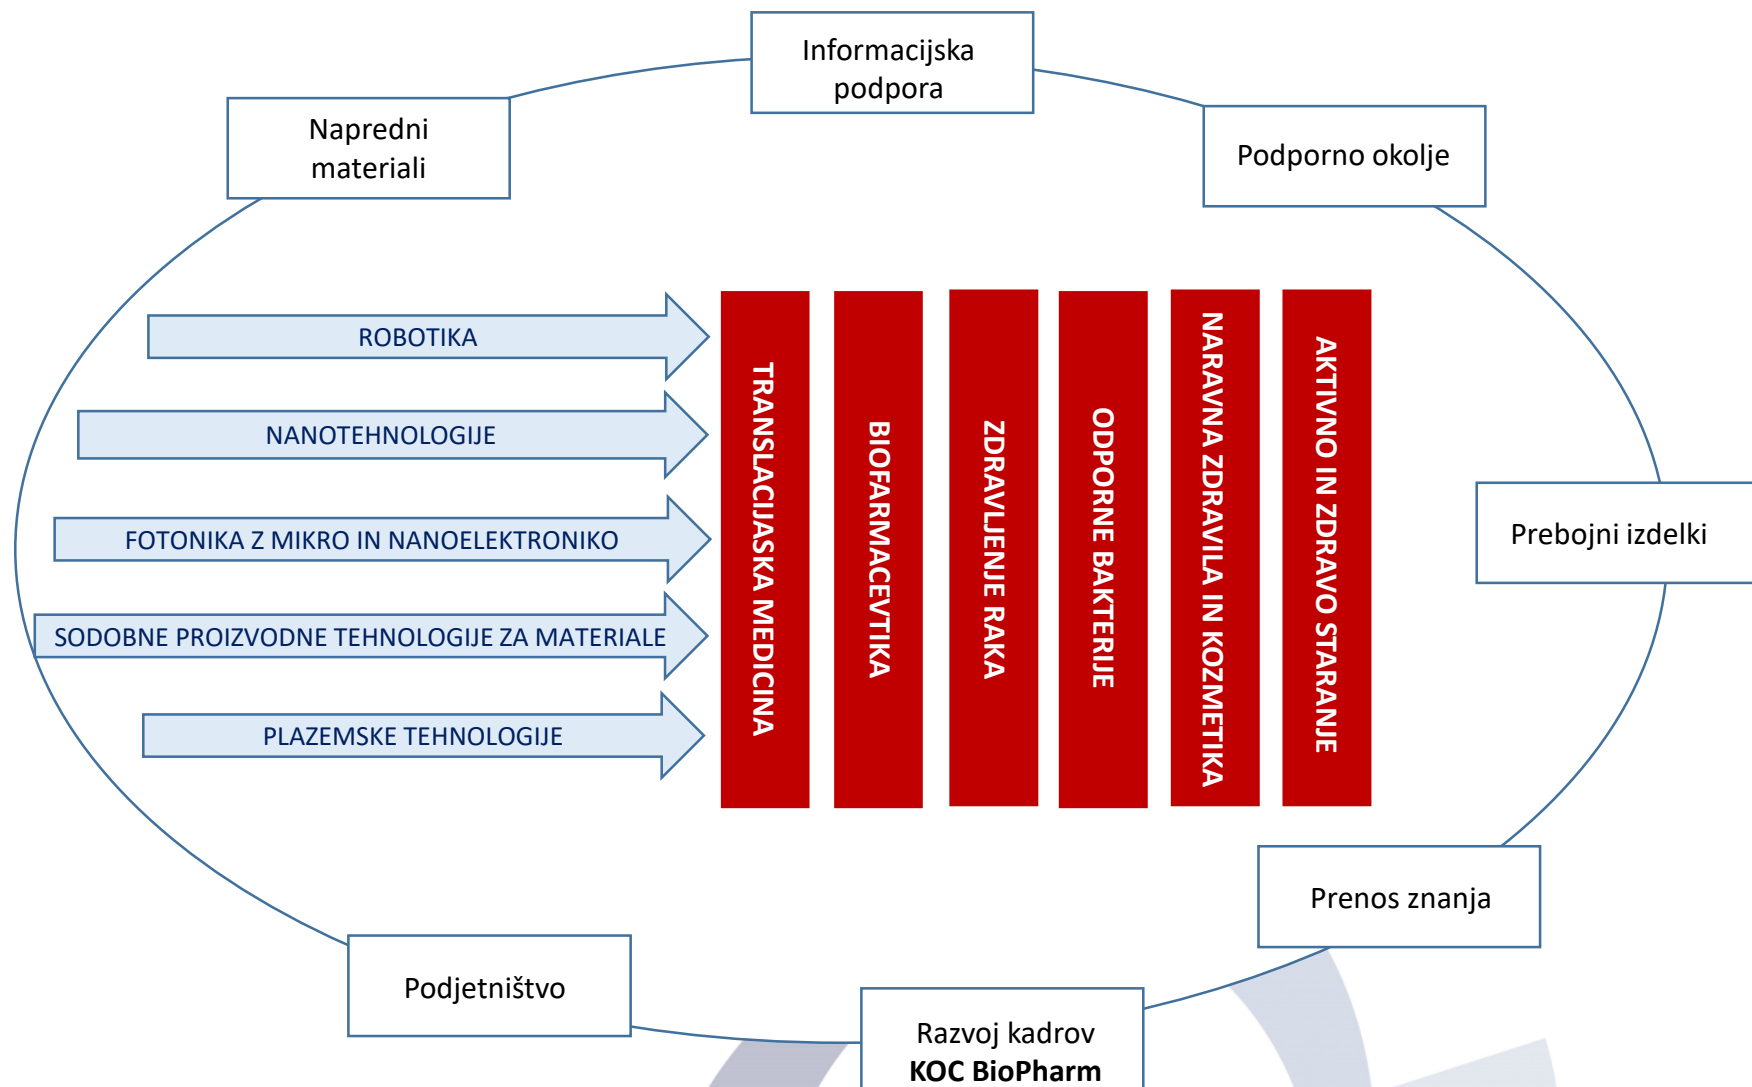 Informacijska
podpora
Napredni
materiali
Podporno okolje
ROBOTIKA
NANOTEHNOLOGIJE
FOTONIKA Z MIKRO IN NANOELEKTRONIKO
SODOBNE PROIZVODNE TEHNOLOGIJE ZA MATERIALE
PLAZEMSKE TEHNOLOGIJE
TRANSLACIJASKA MEDICINA
BIOFARMACEVTIKA
ZDRAVLJENJE RAKA
ODPORNE BAKTERIJE
NARAVNA ZDRAVILA IN KOZMETIKA
AKTIVNO IN ZDRAVO STARANJE
Prebojni izdelki
Prenos znanja
Podjetništvo
Razvoj kadrov
KOC BioPharm